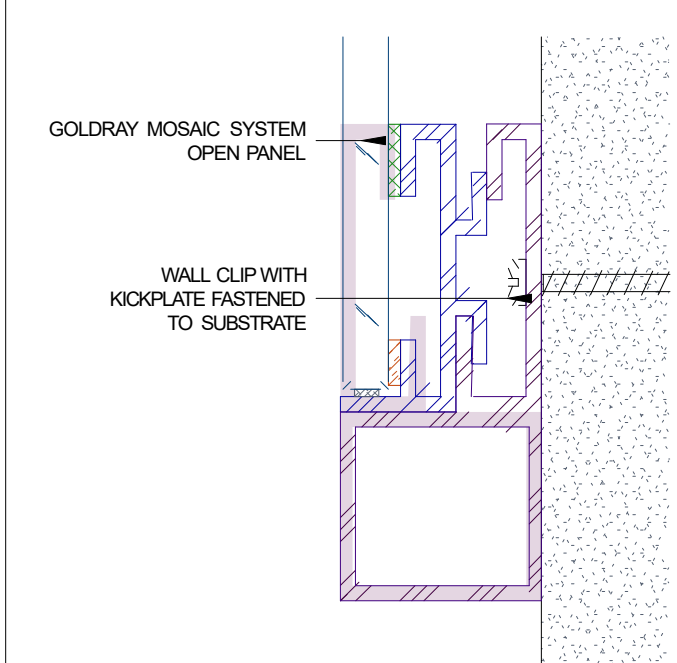 GOLDRAY MOSAIC SYSTEM
OPEN PANEL
WALL CLIP WITH
KICKPLATE FASTENED
TO SUBSTRATE